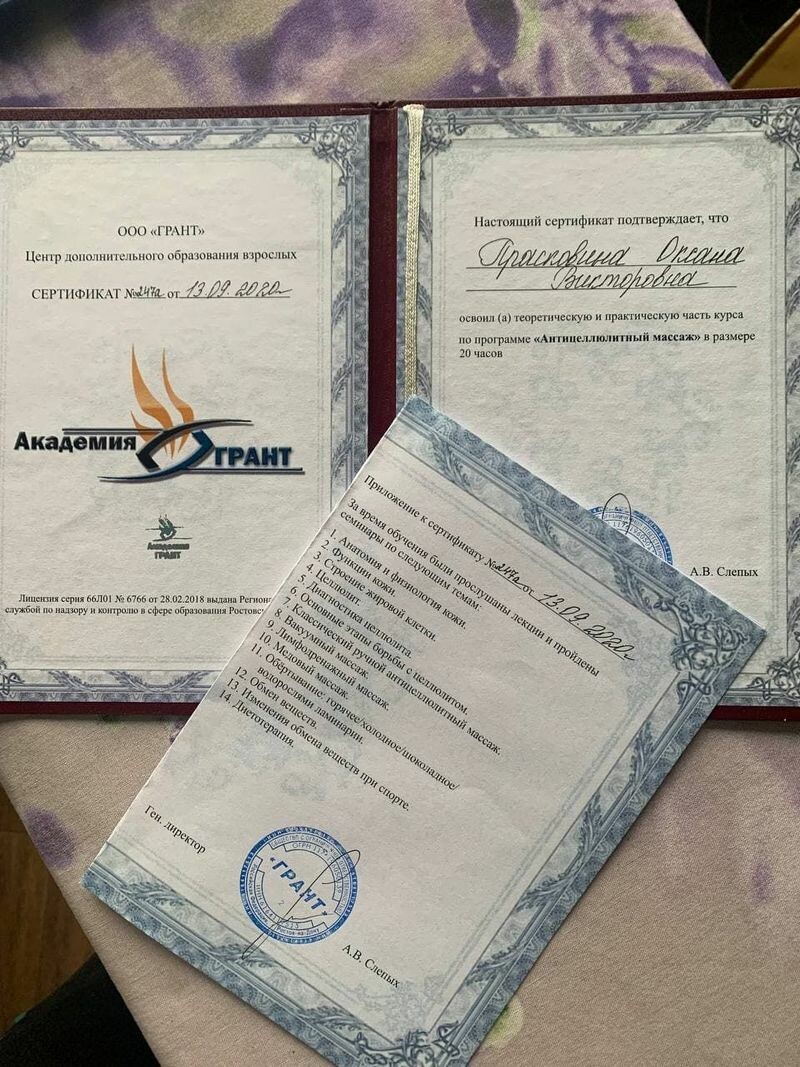 ООО «ГРАНТ»
Центр дополнительного образования взрослых
СЕРТИФИКАТ №247а от 13.09.2020г
Академия
ГРАНТ
Академия
ГРАНТ
Лицензия серия 66Л01 № 6766 от 28.02.2018 выдана
службой по надзору и контролю в сфере образования
Настоящий сертификат подтверждает, что
Прасковина Оксана
Викторовна
освоил (а) теоретическую и практическую часть курса
по программе «Антицеллюлитный массаж» в размере
20 часов
А.В. Слепых
Приложение к сертификату №247а от 13.09.2020г
За время обучения были прослушаны лекции и пройдены
семинары по следующим темам:
1. Анатомия и физиология кожи.
2. Функции кожи.
3. Строение жировой клетки.
4. Целлюлит.
5. Диагностика целлюлита.
6. Основные этапы борьбы с целлюлитом.
7. Классический ручной антицеллюлитный массаж.
8. Вакуумный массаж.
9. Лимфодренажный массаж.
10. Медовый массаж.
11. Обёртывание: горячее/холодное/шоколадное/
водорослями ламинарии.
12. Обмен веществ.
13. Изменения обмена веществ при спорте.
14. Диетотерапия.
Ген. директор
"ГРАНТ"
А.В. Слепых